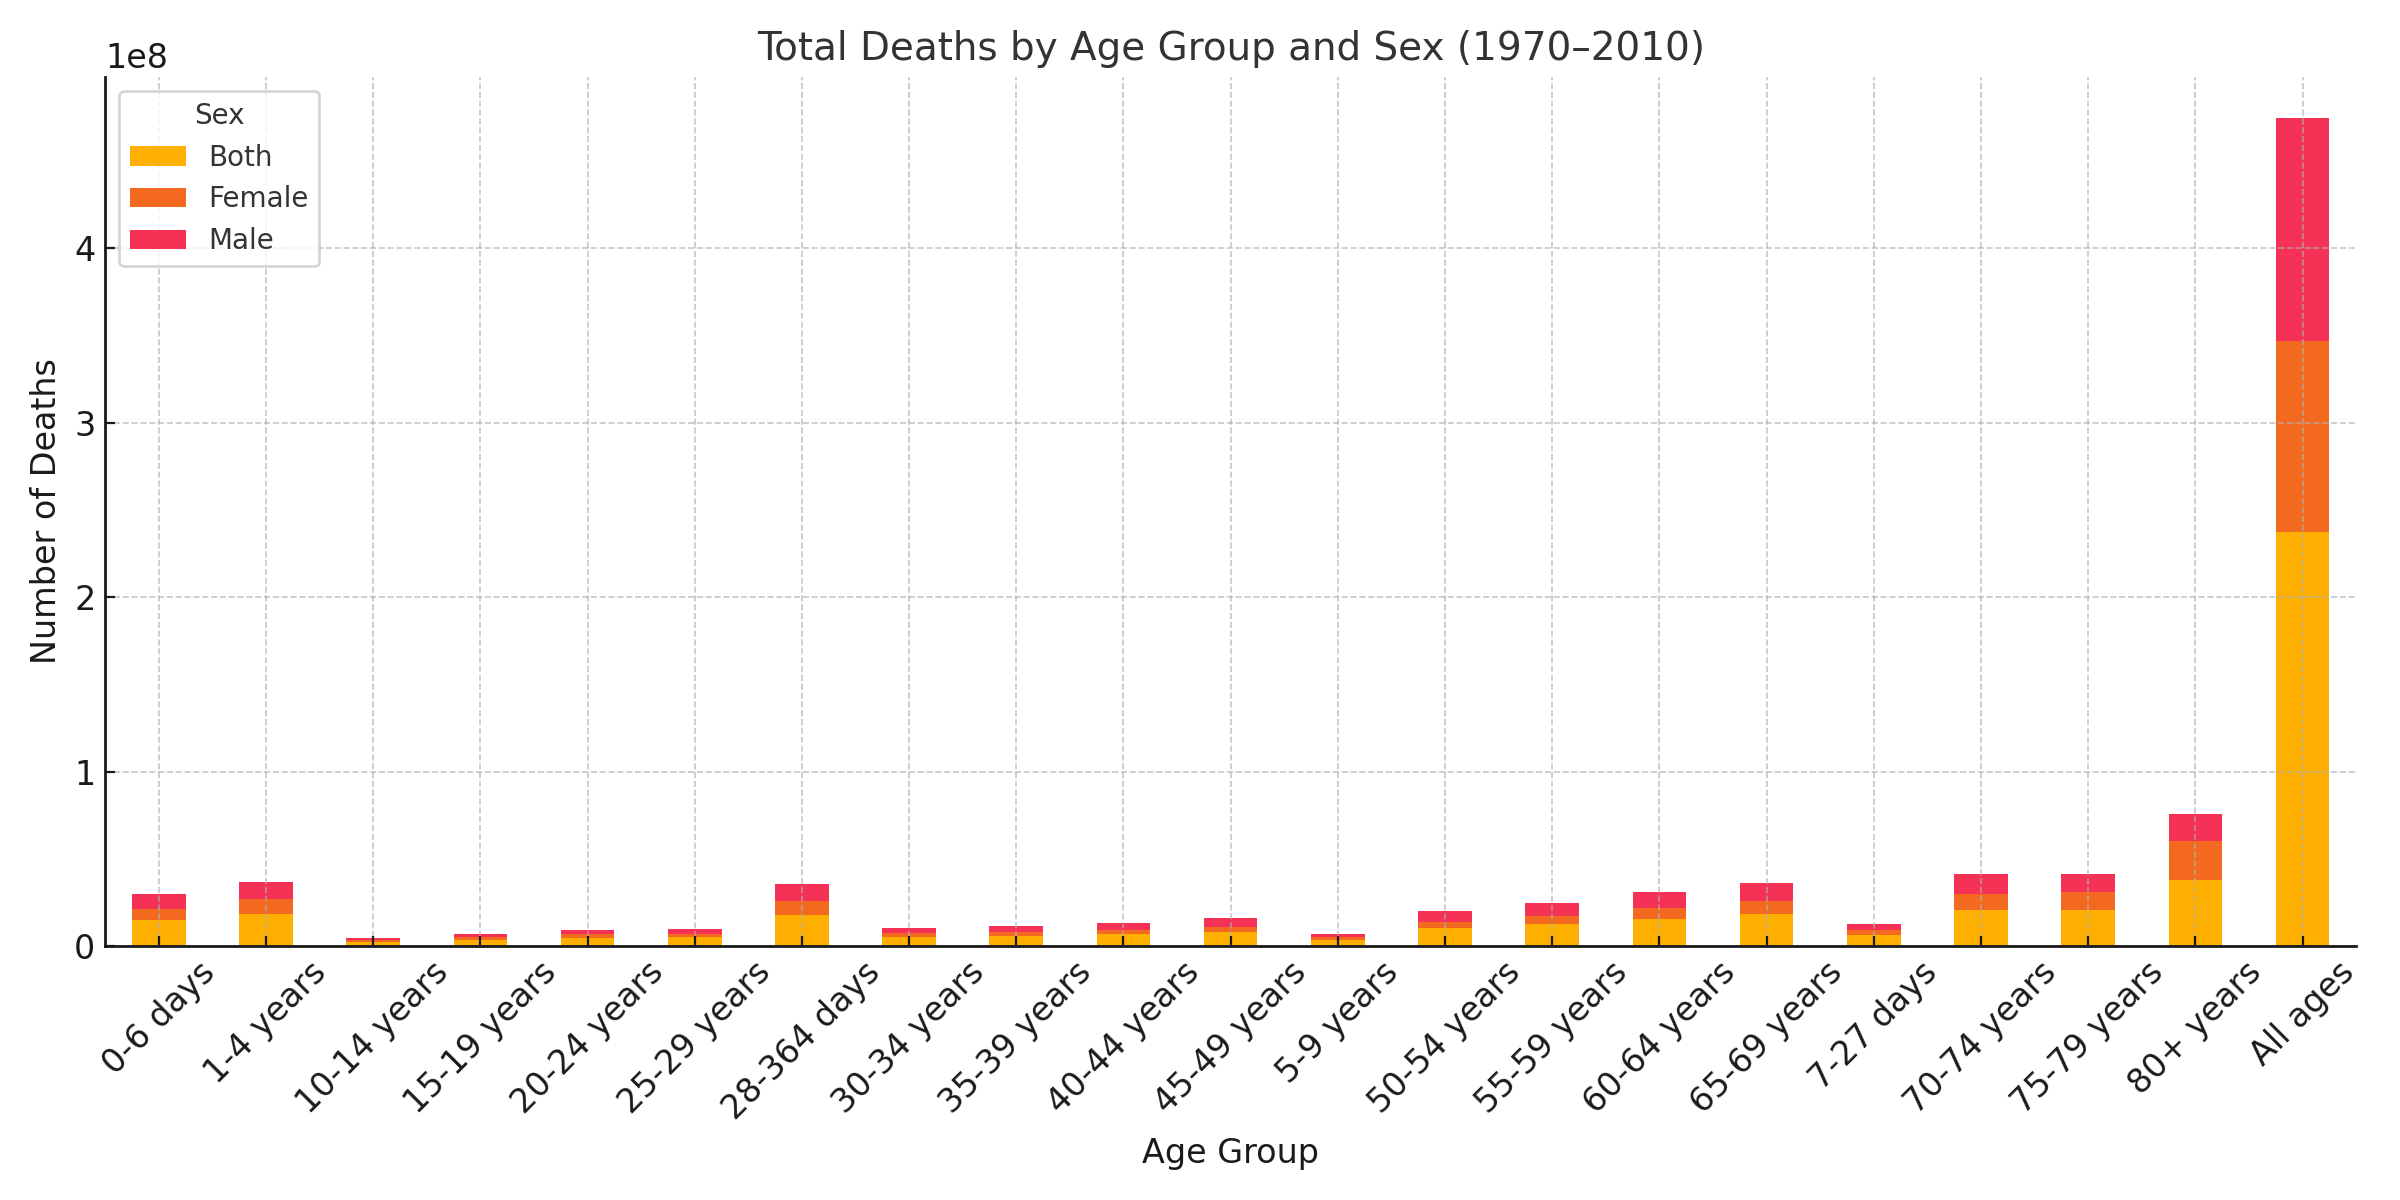 Total Deaths by Age Group and Sex (1970–2010)
1e8
Sex
Both
Female
Male
4
3
2
1
0
Number of Deaths
0-6 days
1-4 years
10-14 years
15-19 years
20-24 years
25-29 years
28-364 days
30-34 years
35-39 years
40-44 years
45-49 years
5-9 years
50-54 years
55-59 years
60-64 years
65-69 years
7-27 days
70-74 years
75-79 years
80+ years
All ages
Age Group